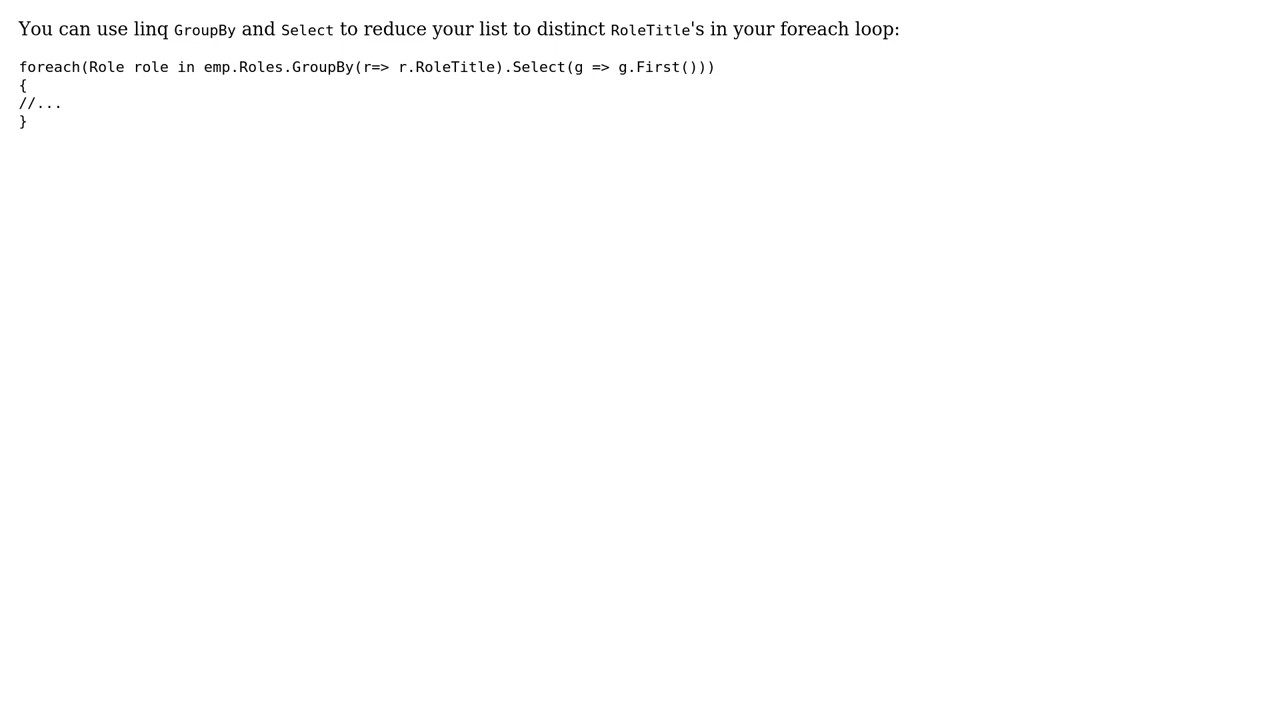 You can use linq GroupBy and Select to reduce your list to distinct RoleTitle's in your foreach loop:
foreach(Role role in emp.Roles.GroupBy(r=> r.RoleTitle).Select(g => g.First()))
{
//...
}